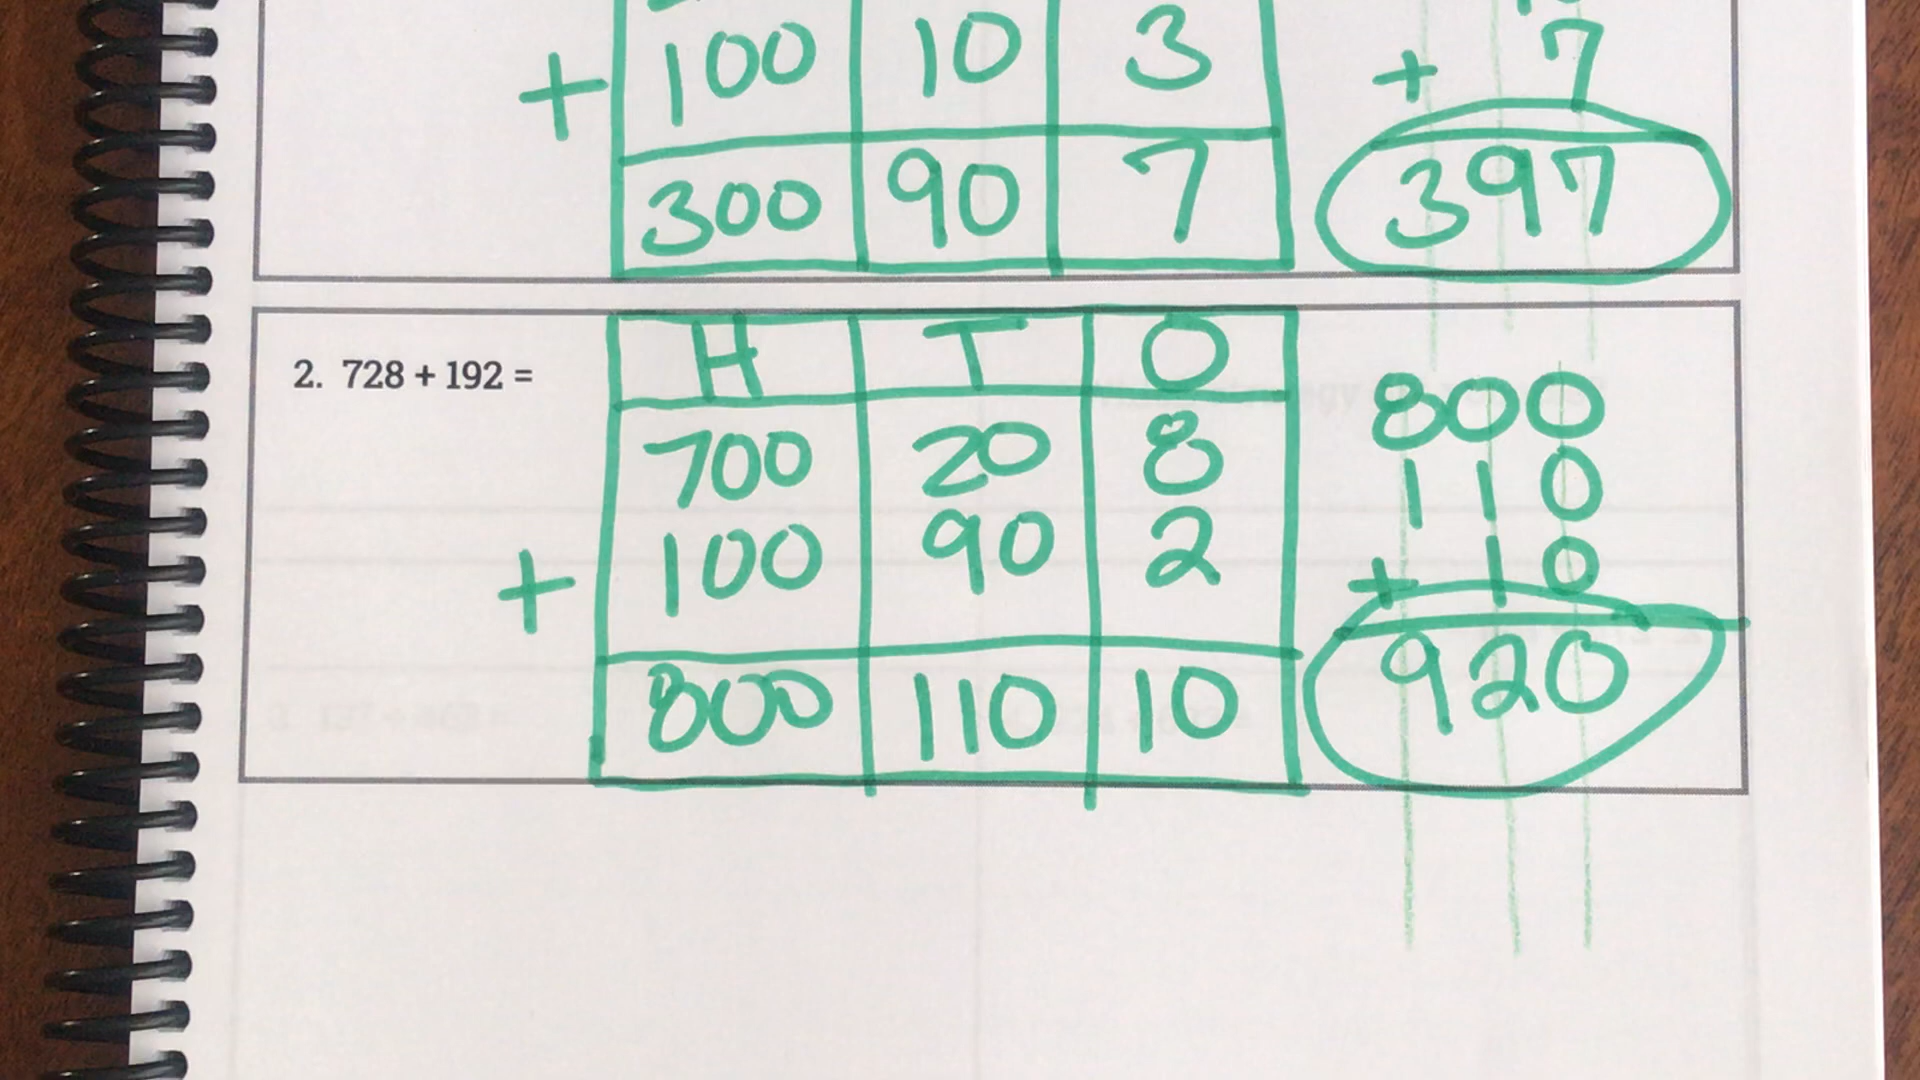 + 100 10 3 + 7
300 90 7 397
2. 728 + 192 =
H T O
700 20 8 800
100 90 2 110
+ + 10
800 110 10 920